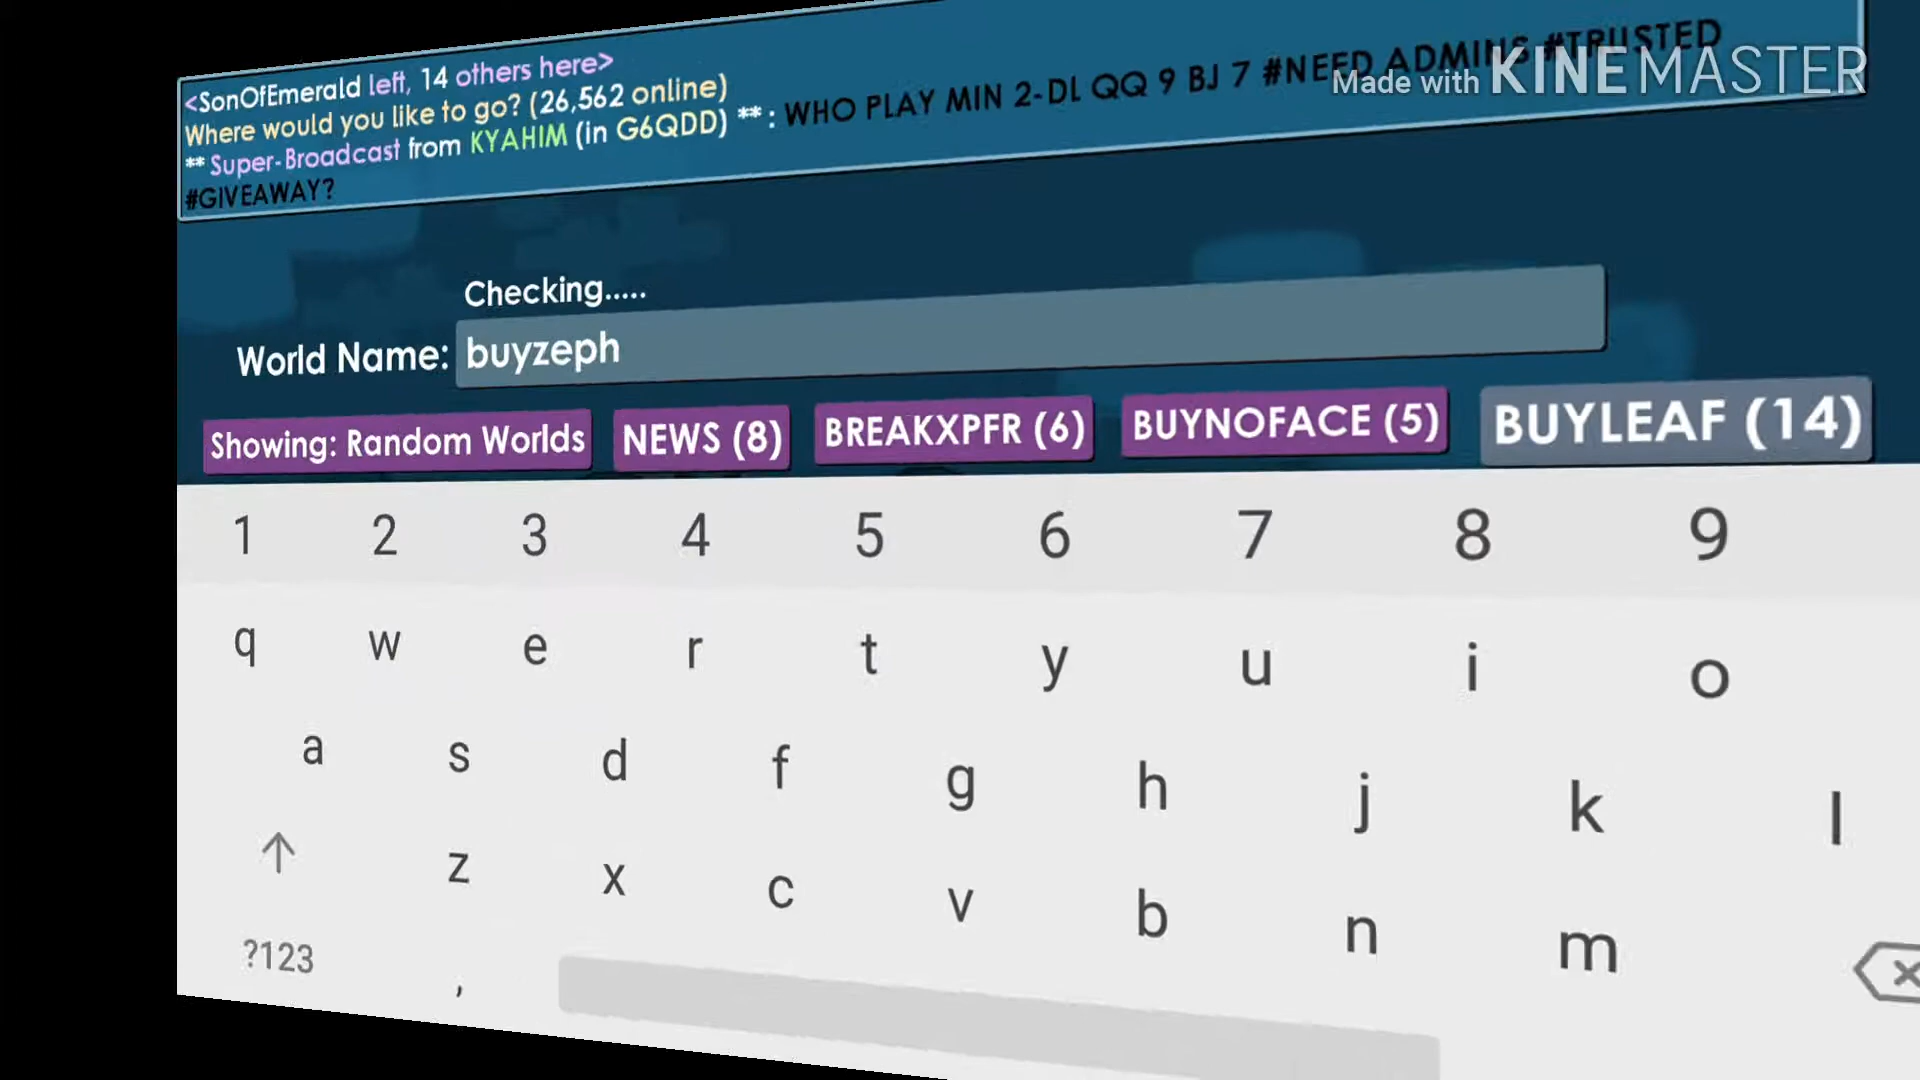 <SonOfEmerald left, 14 others here>
Where would you like to go? (26,562 online)
** Super-Broadcast from KYAHIM (in G6QDD) ** : WHO PLAY MIN 2-DL QQ 9 BJ 7 #NEED ADMINS #TRUSTED
#GIVEAWAY?
Made with KINEMASTER
Checking.....
World Name: buyzeph
Showing: Random Worlds NEWS (8) BREAKXPFR (6) BUYNOFACE (5) BUYLEAF (14)
1 2 3 4 5 6 7 8 9
q w e r t y u i o
a s d f g h j k l
z x c v b n m
?123 ,